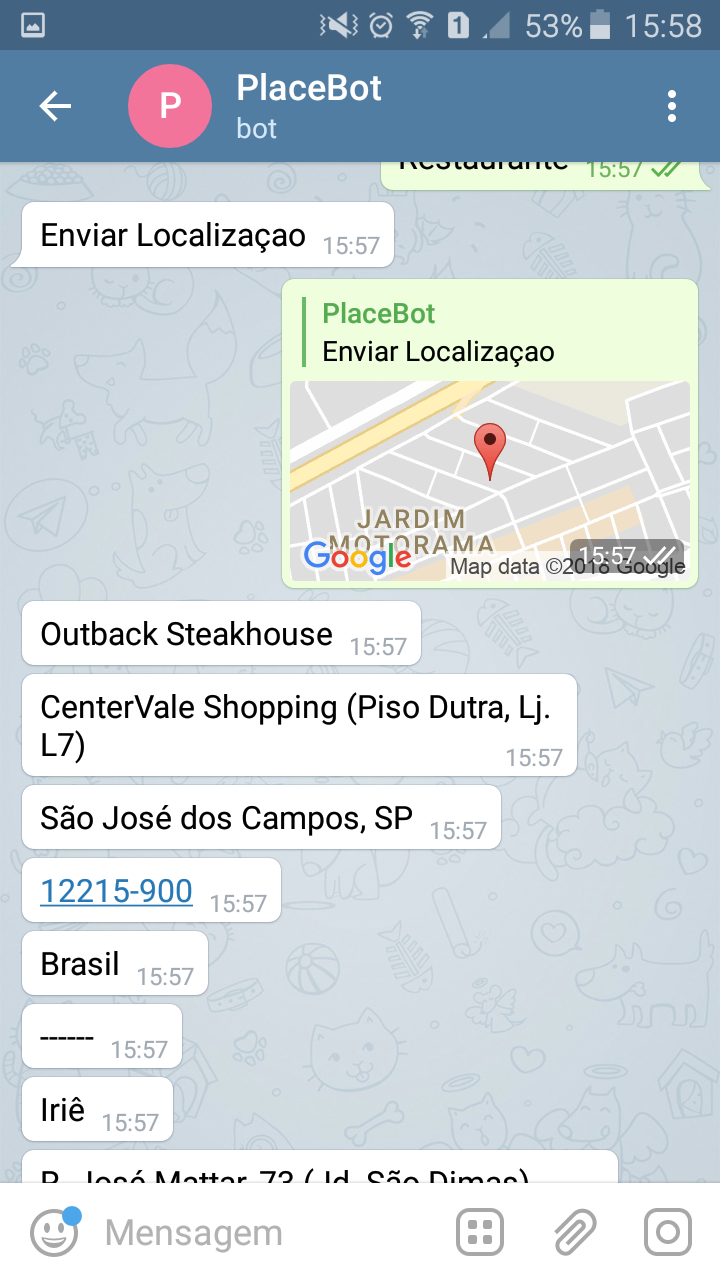 53% 15:58
P
PlaceBot
bot
Restaurante 15:57
Enviar Localizaçao 15:57
PlaceBot
Enviar Localizaçao
JARDIM
MOTORAMA
Google
15:57
Map data ©2016 Google
Outback Steakhouse 15:57
CenterVale Shopping (Piso Dutra, Lj.
L7) 15:57
São José dos Campos, SP 15:57
12215-900 15:57
Brasil 15:57
------ 15:57
Iriê 15:57
R. José Mattar, 73 (Jd. São Dimas)
Mensagem